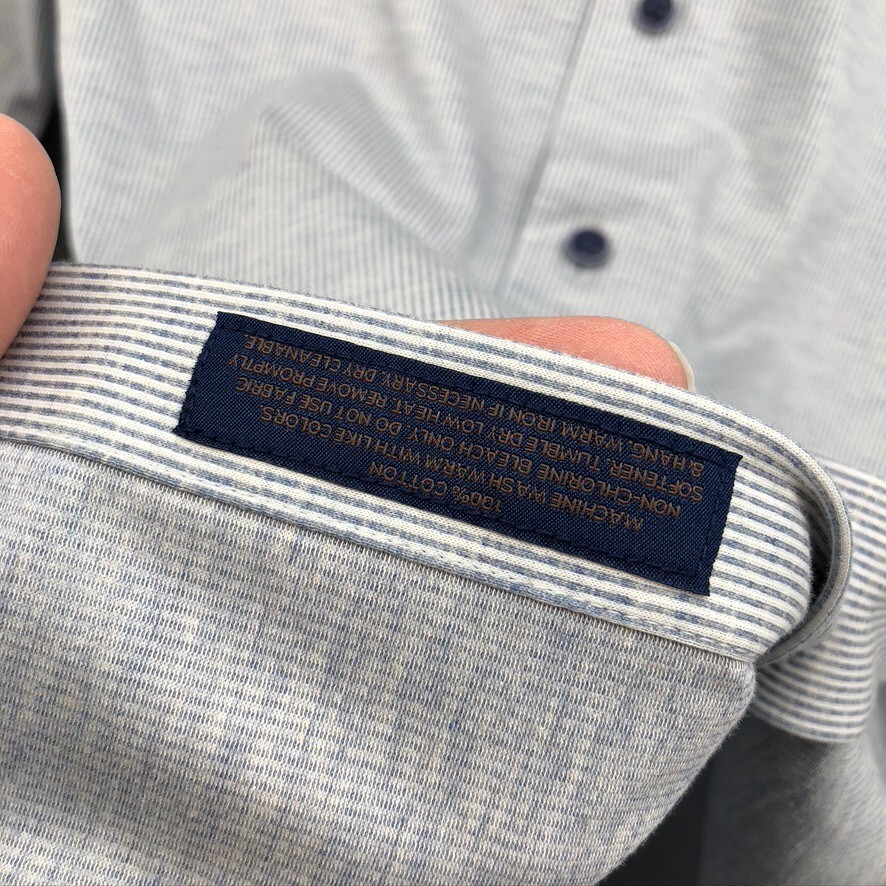 100% COTTON
MACHINE WASH WARM WITH LIKE COLORS.
NON-CHLORINE BLEACH ONLY. DO NOT USE FABRIC
SOFTENER. TUMBLE DRY LOW HEAT. REMOVE PROMPTLY
& HANG. WARM IRON IF NECESSARY. DRY CLEANABLE.